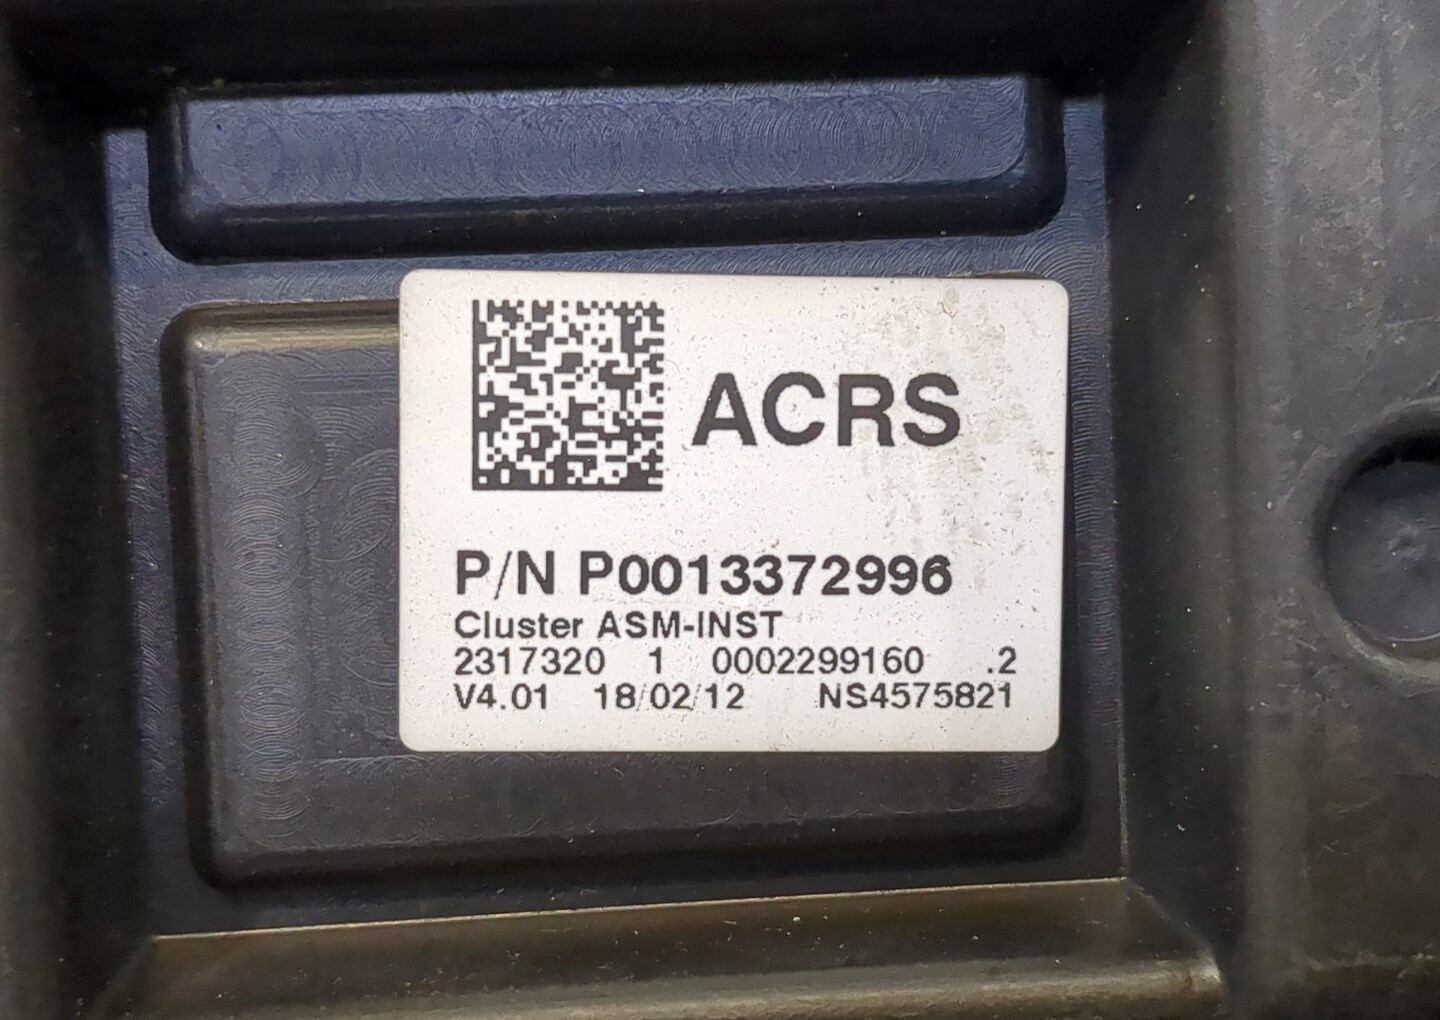 ACRS
P/N P0013372996
Cluster ASM-INST
2317320 1 0002299160 .2
V4.01 18/02/12 NS4575821